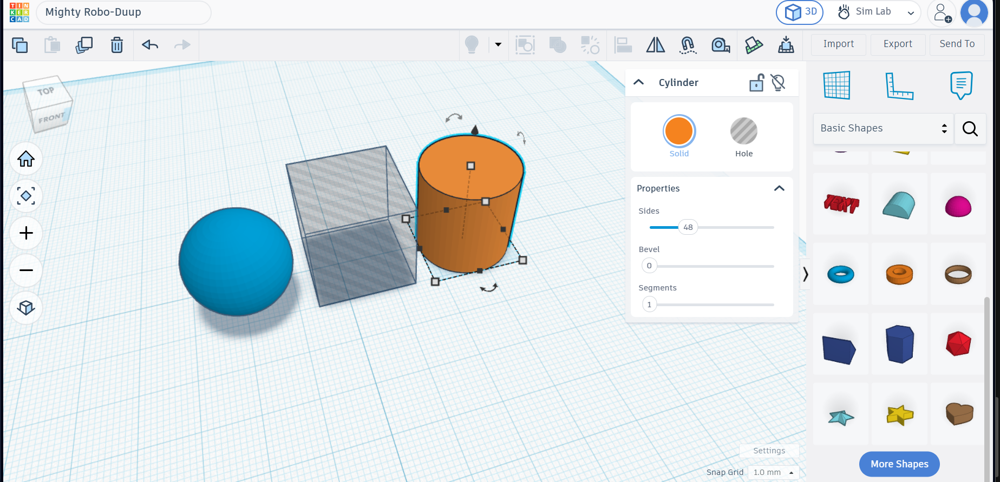 TIN
KER
CAD
Mighty Robo-Duup
3D
Sim Lab
Import
Export
Send To
TOP
FRONT
Cylinder
Solid
Hole
Properties
Sides
48
Bevel
0
Segments
1
Basic Shapes
TEXT
More Shapes
Settings
Snap Grid
1.0 mm